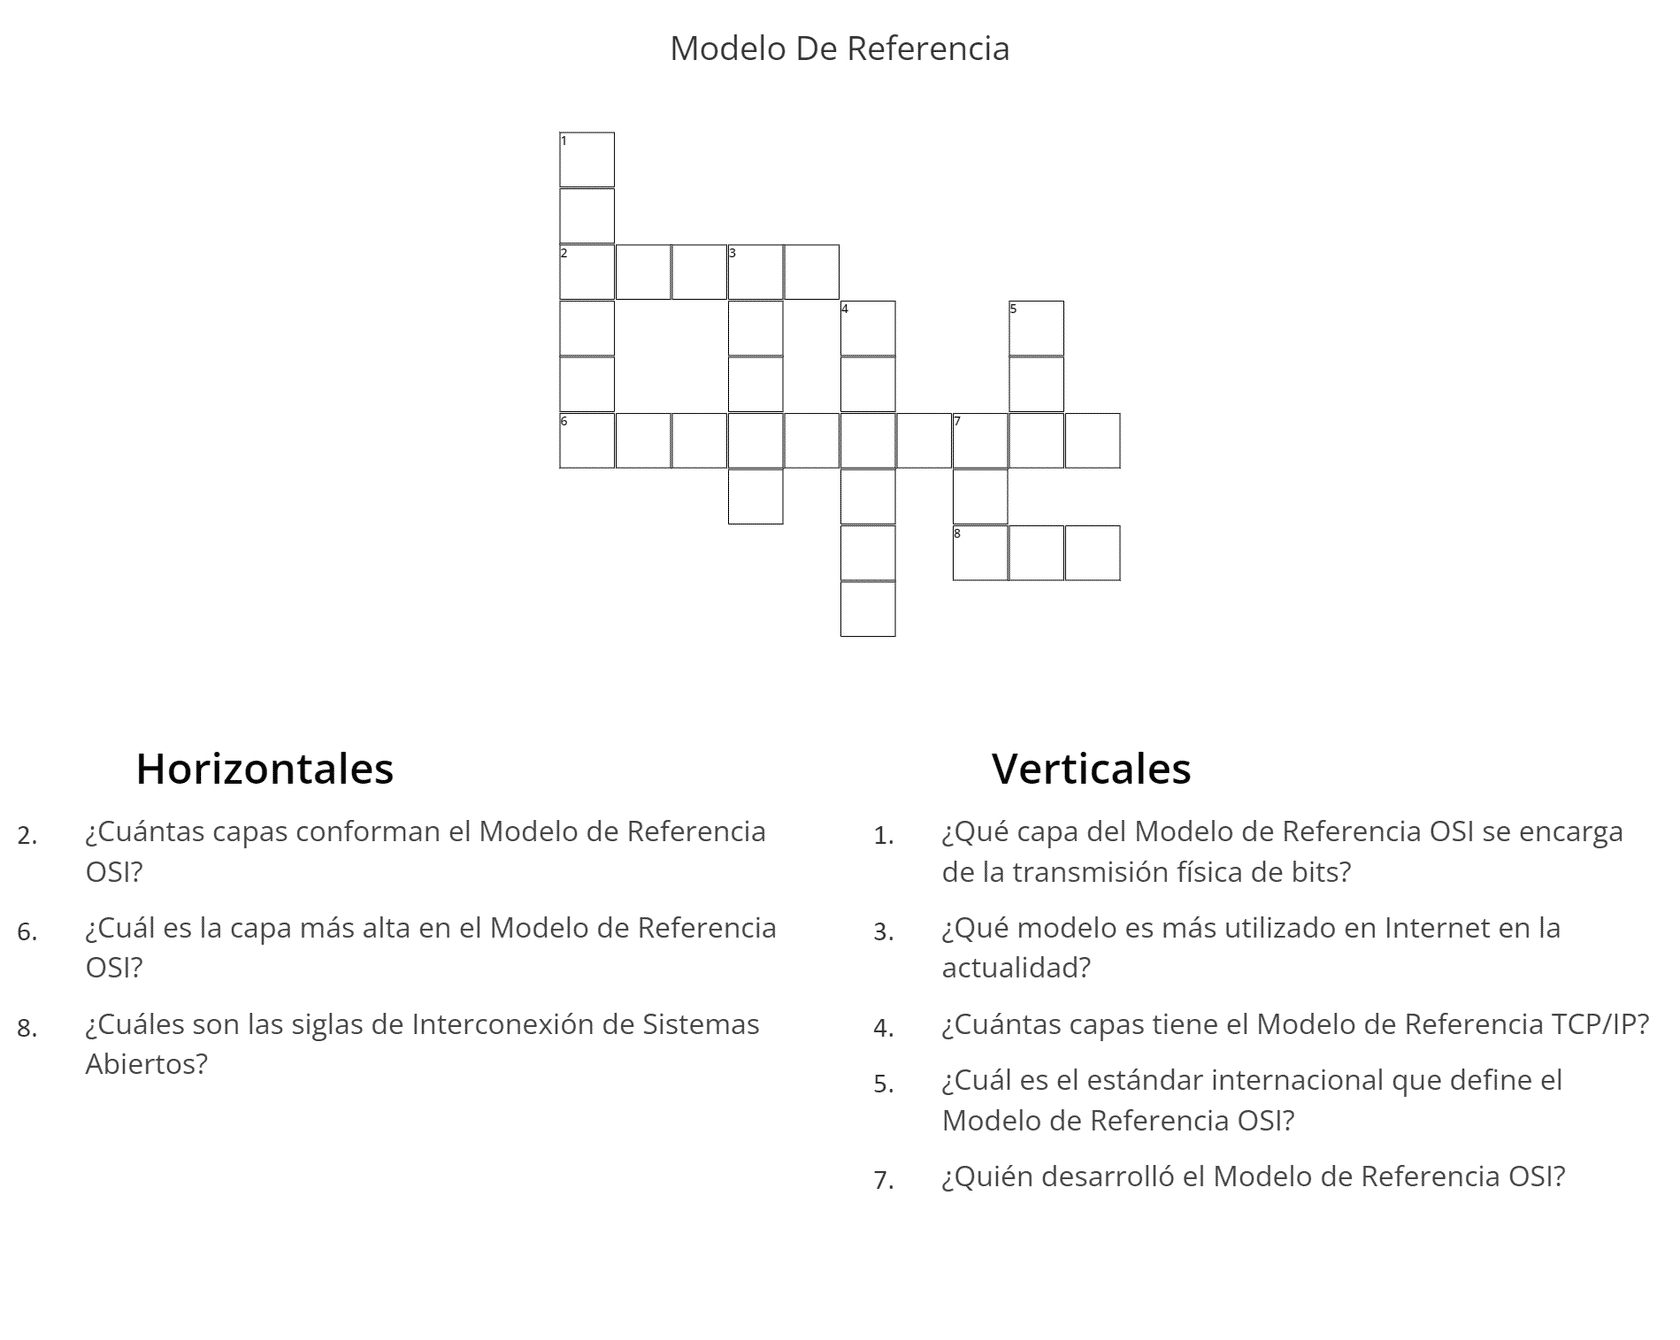 Modelo De Referencia
1
2 3
4 5
6 7
8
Horizontales
2. ¿Cuántas capas conforman el Modelo de Referencia
OSI?
6. ¿Cuál es la capa más alta en el Modelo de Referencia
OSI?
8. ¿Cuáles son las siglas de Interconexión de Sistemas
Abiertos?
Verticales
1. ¿Qué capa del Modelo de Referencia OSI se encarga
de la transmisión física de bits?
3. ¿Qué modelo es más utilizado en Internet en la
actualidad?
4. ¿Cuántas capas tiene el Modelo de Referencia TCP/IP?
5. ¿Cuál es el estándar internacional que define el
Modelo de Referencia OSI?
7. ¿Quién desarrolló el Modelo de Referencia OSI?